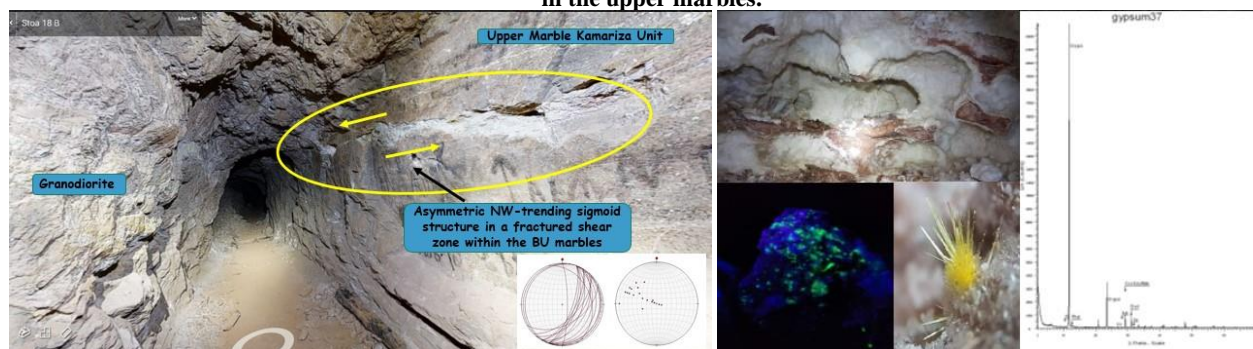 in the upper marbles.
Stoa 18 B
More
Upper Marble Kamariza Unit
Granodiorite
Asymmetric NW-trending sigmoid
structure in a fractured shear
zone within the BU marbles
gypsum37